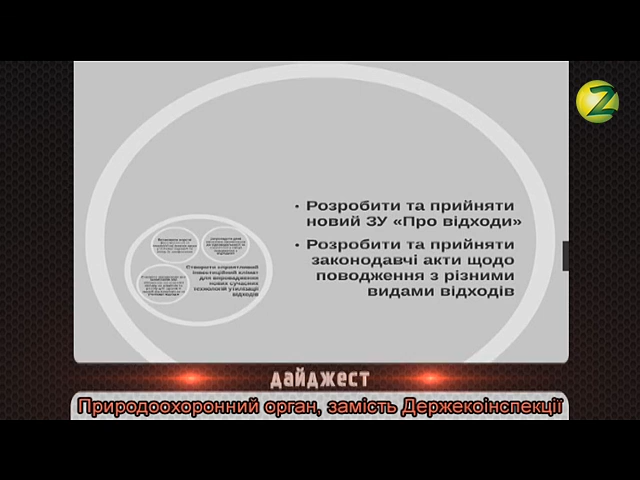 Z
• Розробити та прийняти
новий ЗУ «Про відходи»
• Розробити та прийняти
законодавчі акти щодо
поводження з різними
видами відходів
Створити сприятливий
інвестиційний клімат
для впровадження
нових сучасних
технологій утилізації
відходів
дайджест
Природоохоронний орган, замість Держекоінспекції